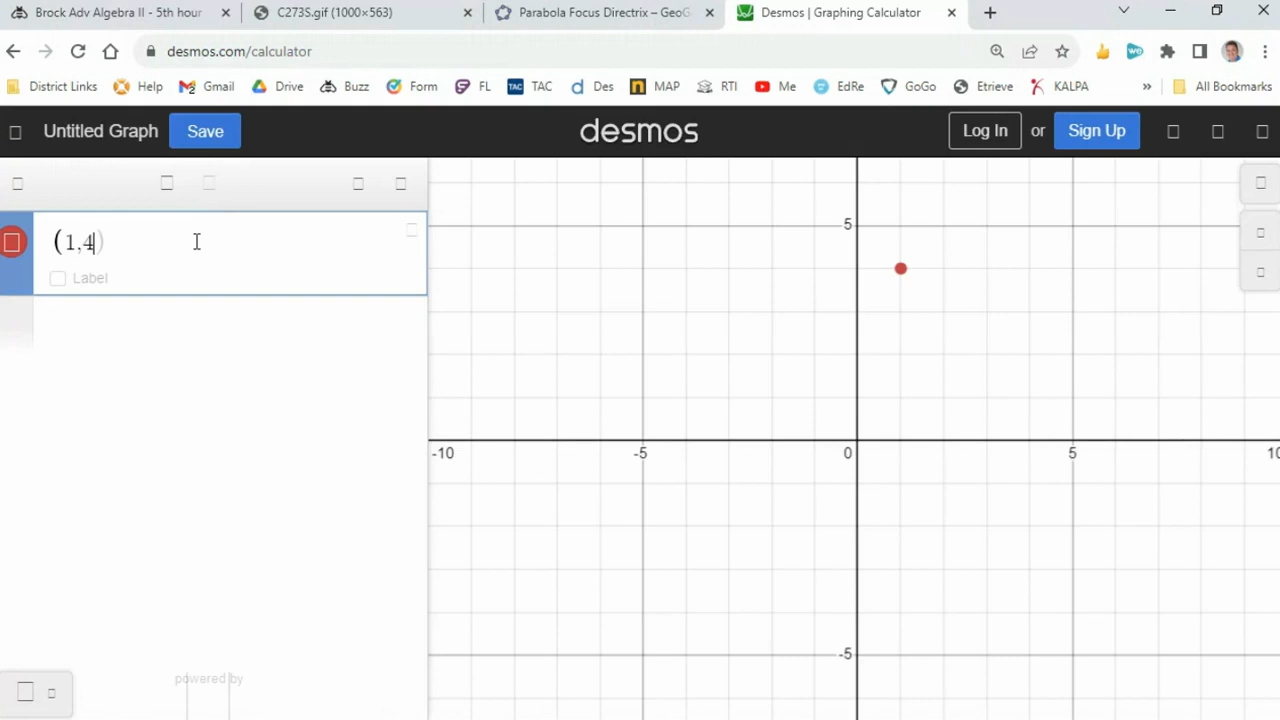 Brock Adv Algebra II - 5th hour
C273S.gif (1000×563)
Parabola Focus Directrix – GeoG
Desmos | Graphing Calculator
desmos.com/calculator
District Links Help Gmail Drive Buzz Form FL TAC TAC Des MAP RTI Me EdRe GoGo Etrieve KALPA » All Bookmarks
Untitled Graph Save desmos Log In or Sign Up
(1,4)
Label
5
-10 -5 0 5 10
-5
powered by